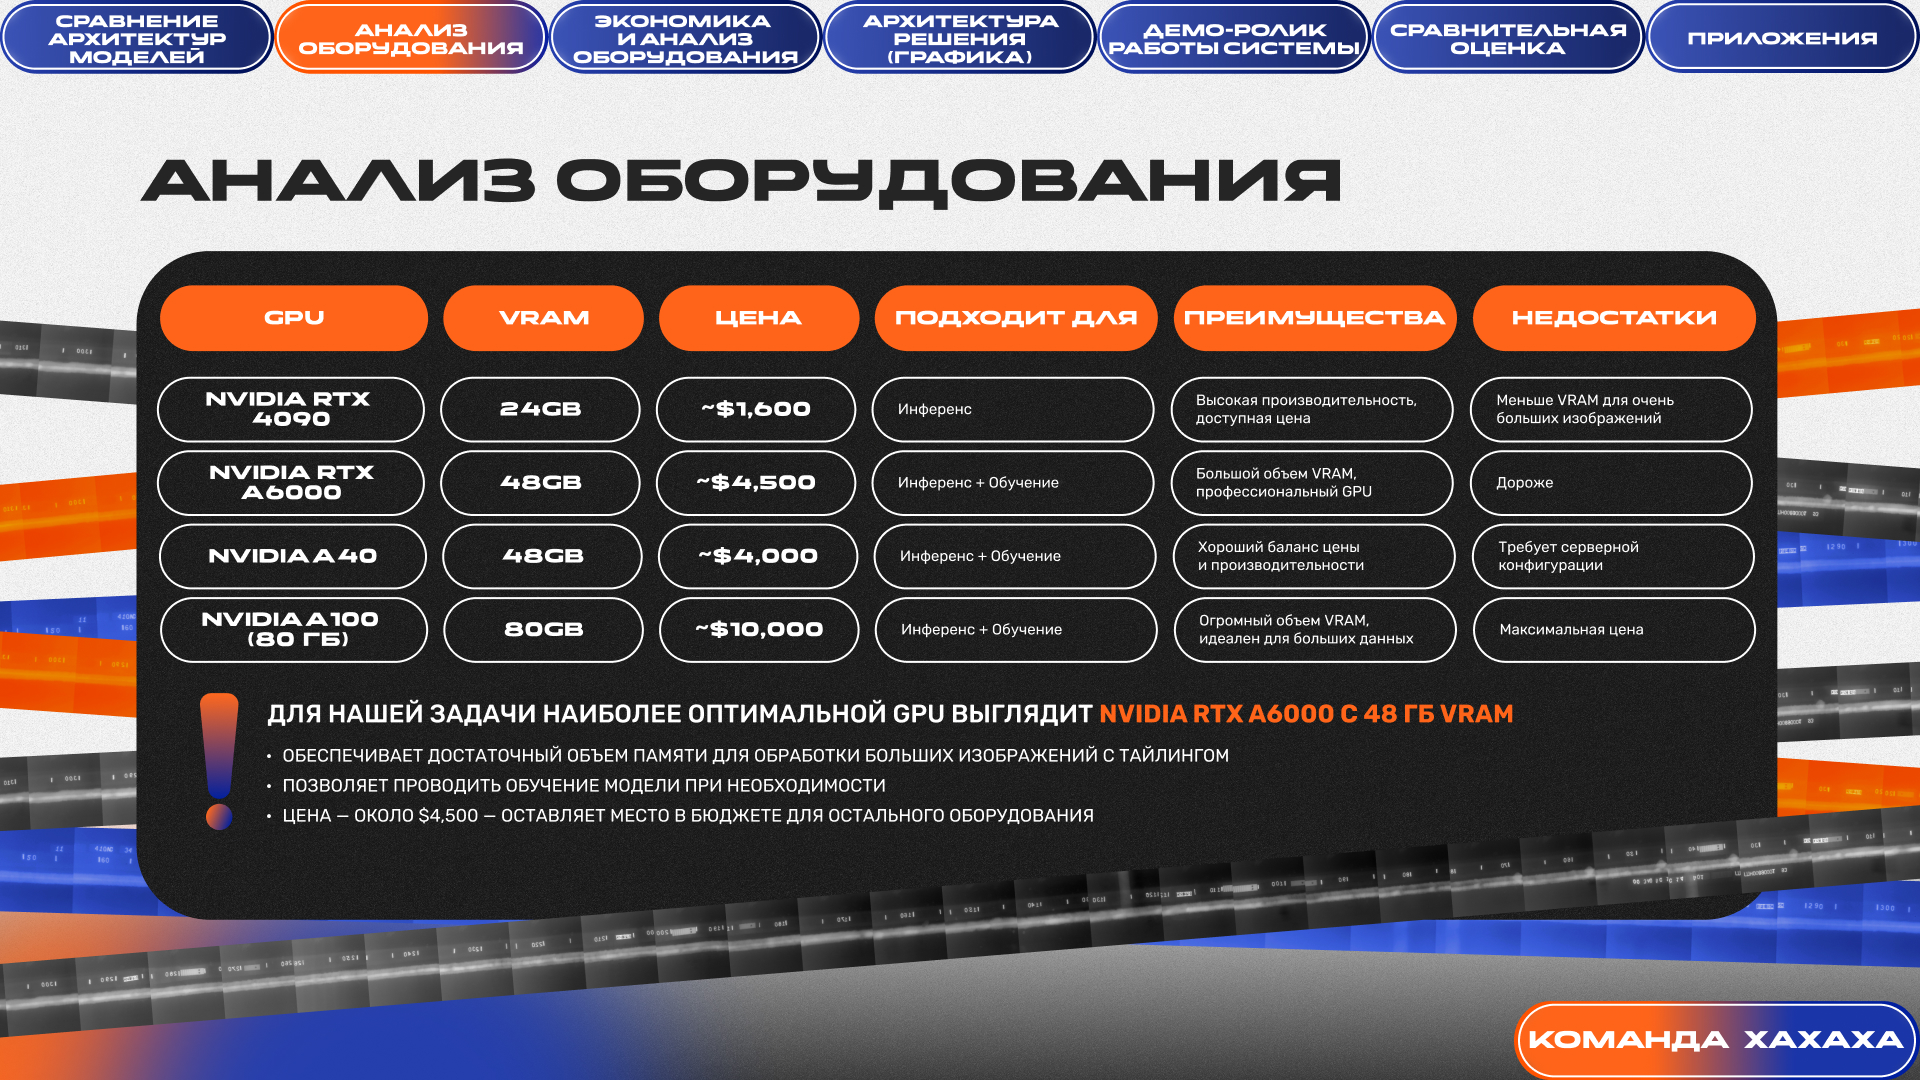 СРАВНЕНИЕ
АРХИТЕКТУР
МОДЕЛЕЙ
АНАЛИЗ
ОБОРУДОВАНИЯ
ЭКОНОМИКА
И АНАЛИЗ
ОБОРУДОВАНИЯ
АРХИТЕКТУРА
РЕШЕНИЯ
(ГРАФИКА)
ДЕМО-РОЛИК
РАБОТЫ СИСТЕМЫ
СРАВНИТЕЛЬНАЯ
ОЦЕНКА
ПРИЛОЖЕНИЯ
АНАЛИЗ ОБОРУДОВАНИЯ
GPU
VRAM
ЦЕНА
ПОДХОДИТ ДЛЯ
ПРЕИМУЩЕСТВА
НЕДОСТАТКИ
NVIDIA RTX
4090
24GB
~$1,600
Инференс
Высокая производительность,
доступная цена
Меньше VRAM для очень
больших изображений
NVIDIA RTX
A6000
48GB
~$4,500
Инференс + Обучение
Большой объем VRAM,
профессиональный GPU
Дороже
NVIDIA A40
48GB
~$4,000
Инференс + Обучение
Хороший баланс цены
и производительности
Требует серверной
конфигурации
NVIDIA A100
(80 ГБ)
80GB
~$10,000
Инференс + Обучение
Огромный объем VRAM,
идеален для больших данных
Максимальная цена
ДЛЯ НАШЕЙ ЗАДАЧИ НАИБОЛЕЕ ОПТИМАЛЬНОЙ GPU ВЫГЛЯДИТ NVIDIA RTX A6000 С 48 ГБ VRAM
• ОБЕСПЕЧИВАЕТ ДОСТАТОЧНЫЙ ОБЪЕМ ПАМЯТИ ДЛЯ ОБРАБОТКИ БОЛЬШИХ ИЗОБРАЖЕНИЙ С ТАЙЛИНГОМ
• ПОЗВОЛЯЕТ ПРОВОДИТЬ ОБУЧЕНИЕ МОДЕЛИ ПРИ НЕОБХОДИМОСТИ
• ЦЕНА — ОКОЛО $4,500 — ОСТАВЛЯЕТ МЕСТО В БЮДЖЕТЕ ДЛЯ ОСТАЛЬНОГО ОБОРУДОВАНИЯ
КОМАНДА ХАХАХА